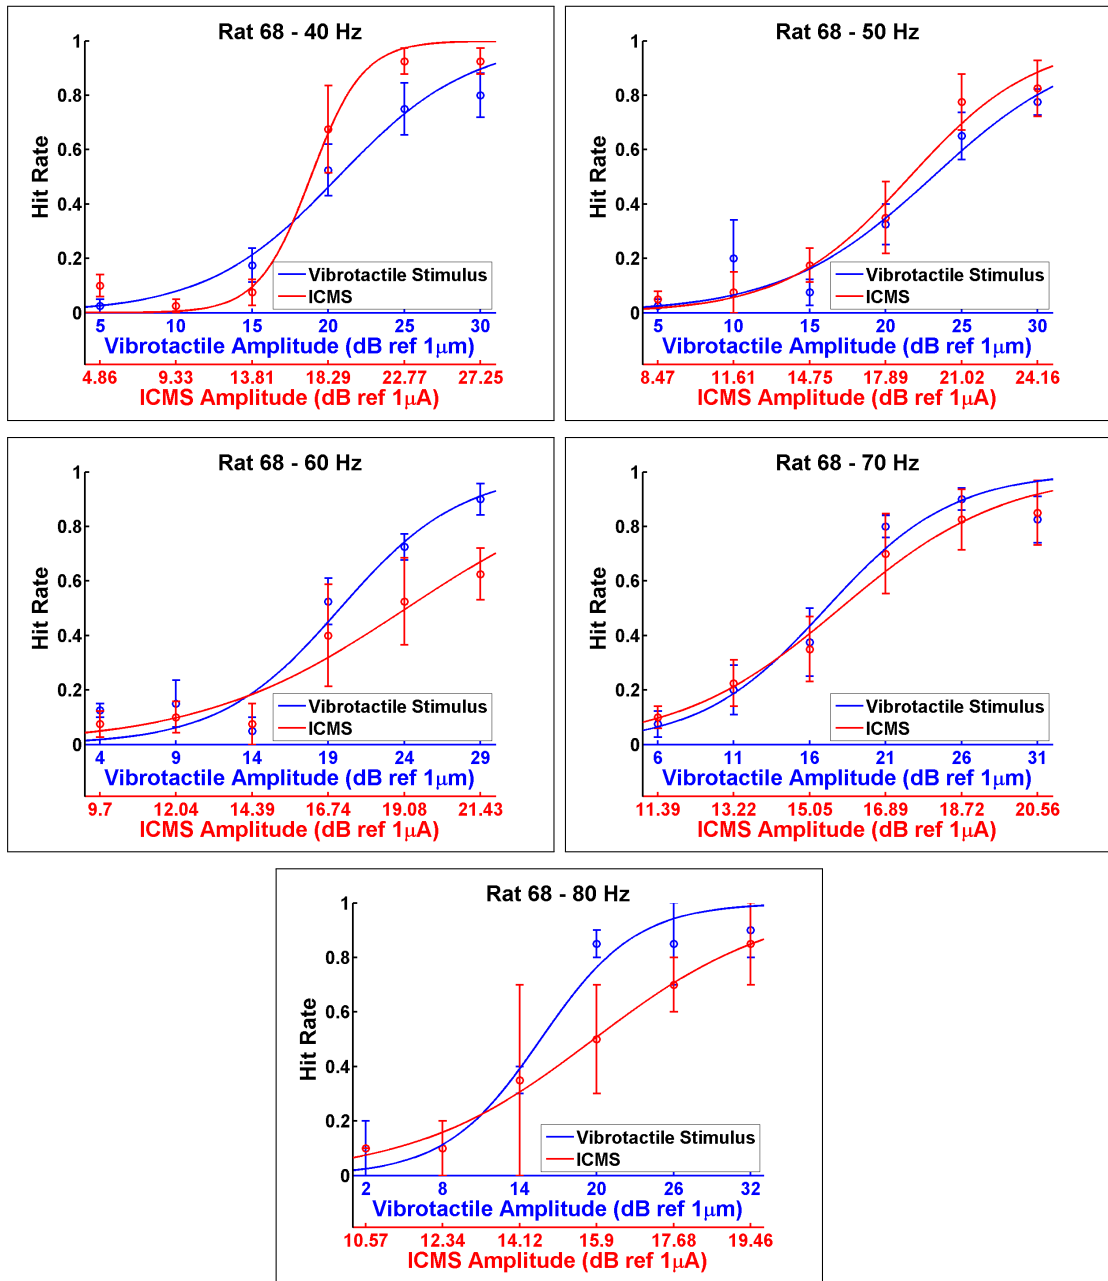 Rat 68 - 40 Hz
Hit Rate
1
0.8
0.6
0.4
0.2
0
Vibrotactile Stimulus
ICMS
5 10 15 20 25 30
Vibrotactile Amplitude (dB ref 1μm)
4.86 9.33 13.81 18.29 22.77 27.25
ICMS Amplitude (dB ref 1μA)
Rat 68 - 50 Hz
Hit Rate
1
0.8
0.6
0.4
0.2
0
Vibrotactile Stimulus
ICMS
5 10 15 20 25 30
Vibrotactile Amplitude (dB ref 1μm)
8.47 11.61 14.75 17.89 21.02 24.16
ICMS Amplitude (dB ref 1μA)
Rat 68 - 60 Hz
Hit Rate
1
0.8
0.6
0.4
0.2
0
Vibrotactile Stimulus
ICMS
4 9 14 19 24 29
Vibrotactile Amplitude (dB ref 1μm)
9.7 12.04 14.39 16.74 19.08 21.43
ICMS Amplitude (dB ref 1μA)
Rat 68 - 70 Hz
Hit Rate
1
0.8
0.6
0.4
0.2
0
Vibrotactile Stimulus
ICMS
6 11 16 21 26 31
Vibrotactile Amplitude (dB ref 1μm)
11.39 13.22 15.05 16.89 18.72 20.56
ICMS Amplitude (dB ref 1μA)
Rat 68 - 80 Hz
Hit Rate
1
0.8
0.6
0.4
0.2
0
Vibrotactile Stimulus
ICMS
2 8 14 20 26 32
Vibrotactile Amplitude (dB ref 1μm)
10.57 12.34 14.12 15.9 17.68 19.46
ICMS Amplitude (dB ref 1μA)